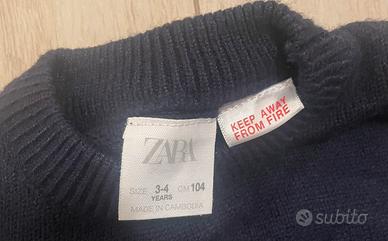 ZARA
SIZE 3-4 YEARS CM 104
MADE IN CAMBODIA
KEEP AWAY
FROM FIRE
subito